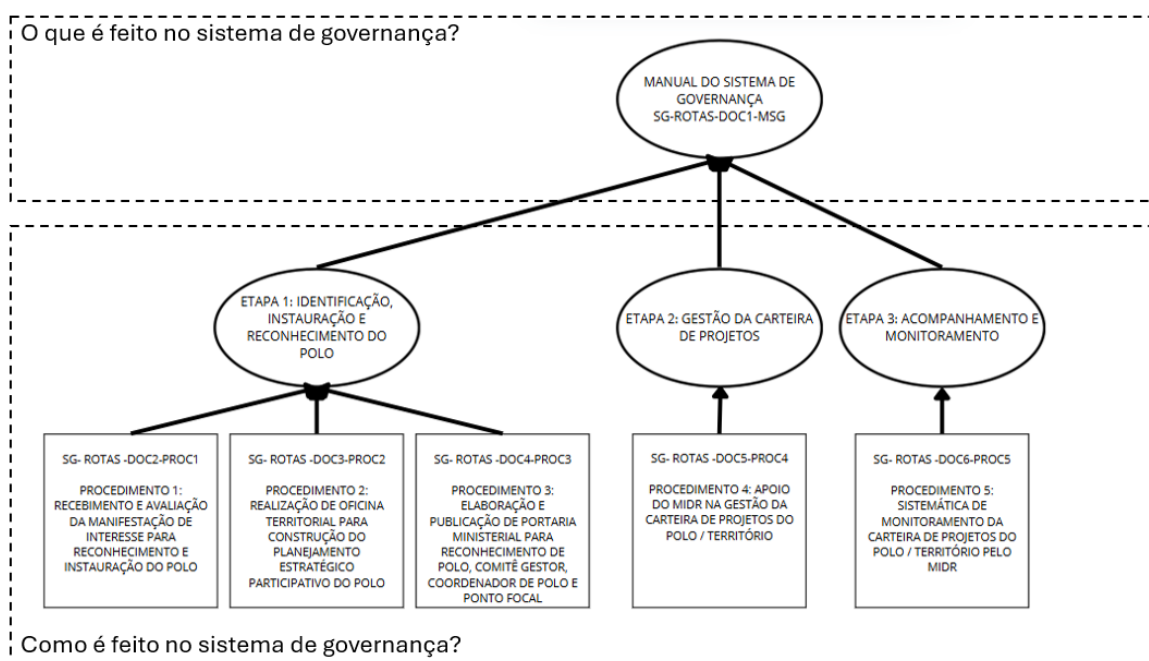 O que é feito no sistema de governança?
MANUAL DO SISTEMA DE
GOVERNANÇA
SG-ROTAS-DOC1-MSG
ETAPA 1: IDENTIFICAÇÃO,
INSTAURAÇÃO E
RECONHECIMENTO DO
POLO
ETAPA 2: GESTÃO DA CARTEIRA
DE PROJETOS
ETAPA 3: ACOMPANHAMENTO E
MONITORAMENTO
SG- ROTAS -DOC2-PROC1
PROCEDIMENTO 1:
RECEBIMENTO E AVALIAÇÃO
DA MANIFESTAÇÃO DE
INTERESSE PARA
RECONHECIMENTO E
INSTAURAÇÃO DO POLO
SG- ROTAS -DOC3-PROC2
PROCEDIMENTO 2:
REALIZAÇÃO DE OFICINA
TERRITORIAL PARA
CONSTRUÇÃO DO
PLANEJAMENTO
ESTRATÉGICO
PARTICIPATIVO DO POLO
SG- ROTAS -DOC4-PROC3
PROCEDIMENTO 3:
ELABORAÇÃO E
PUBLICAÇÃO DE PORTARIA
MINISTERIAL PARA
RECONHECIMENTO DE
POLO, COMITÊ GESTOR,
COORDENADOR DE POLO E
PONTO FOCAL
SG- ROTAS -DOC5-PROC4
PROCEDIMENTO 4: APOIO
DO MIDR NA GESTÃO DA
CARTEIRA DE PROJETOS DO
POLO / TERRITÓRIO
SG- ROTAS -DOC6-PROC5
PROCEDIMENTO 5:
SISTEMÁTICA DE
MONITORAMENTO DA
CARTEIRA DE PROJETOS DO
POLO / TERRITÓRIO PELO
MIDR
Como é feito no sistema de governança?